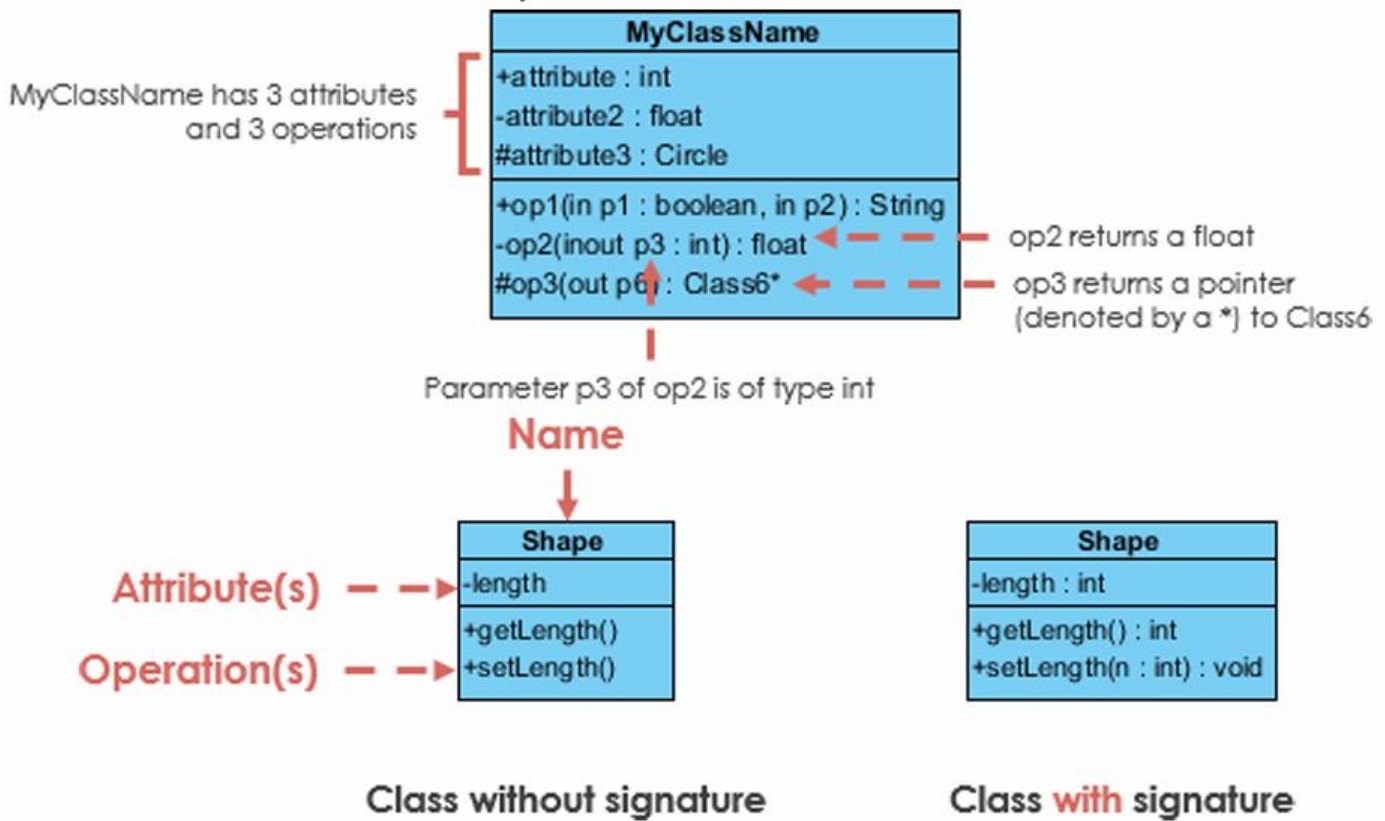 MyClassName
+attribute : int
-attribute2 : float
#attribute3 : Circle
+op1(in p1 : boolean, in p2) : String
-op2(inout p3 : int) : float
#op3(out p6) : Class6*
MyClassName has 3 attributes
and 3 operations
op2 returns a float
op3 returns a pointer
(denoted by a *) to Class6
Parameter p3 of op2 is of type int
Name
Shape
-length
+getLength()
+setLength()
Attribute(s)
Operation(s)
Shape
-length : int
+getLength() : int
+setLength(n : int) : void
Class without signature
Class with signature